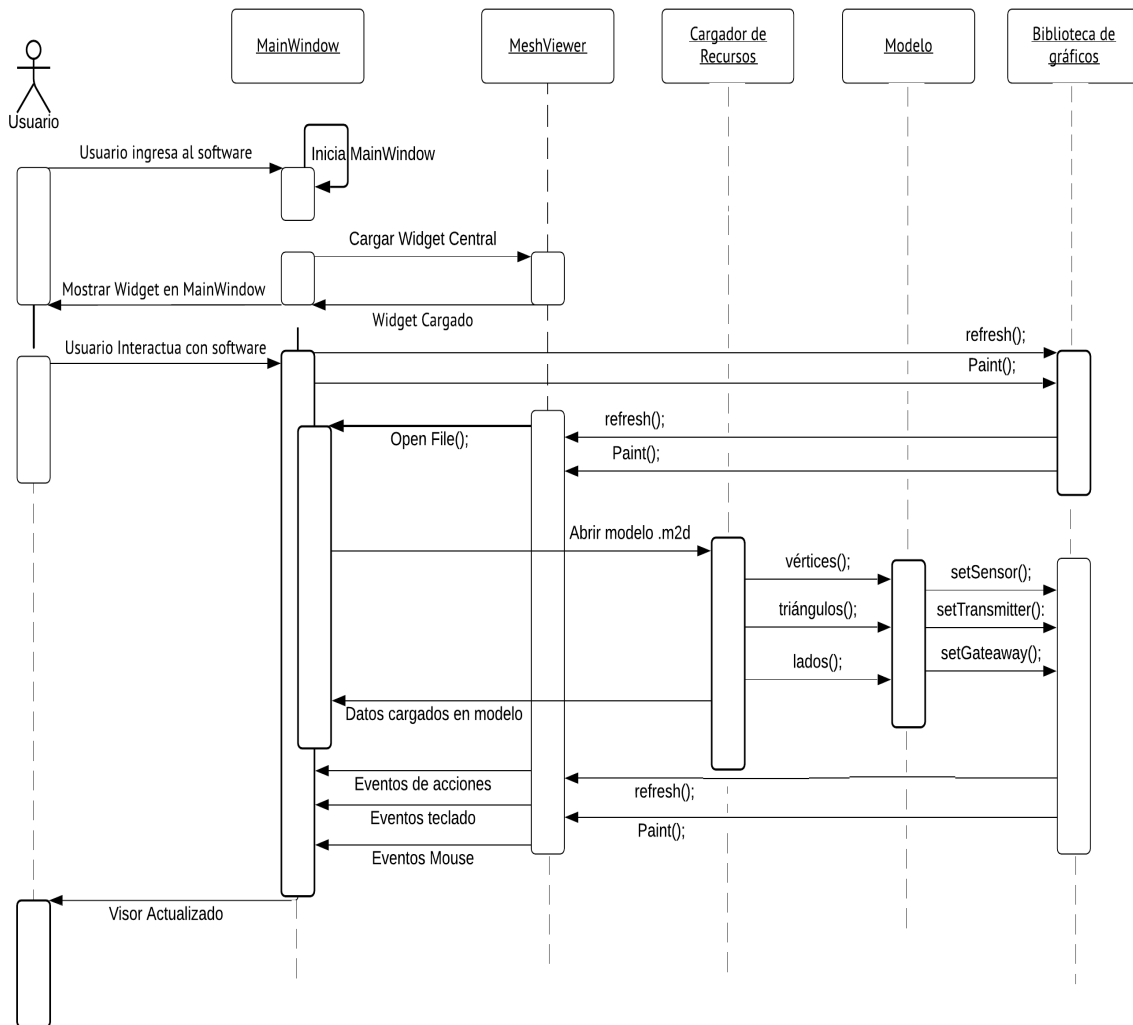 MainWindow
MeshViewer
Cargador de
Recursos
Modelo
Biblioteca de
gráficos
Usuario
Inicia MainWindow
Usuario ingresa al software
Cargar Widget Central
Mostrar Widget en MainWindow
Widget Cargado
Usuario Interactua con software
refresh();
Paint();
refresh();
Open File();
Paint();
Abrir modelo .m2d
vértices();
setSensor();
triángulos();
setTransmitter():
lados();
setGateaway();
Datos cargados en modelo
Eventos de acciones
refresh();
Eventos teclado
Paint();
Eventos Mouse
Visor Actualizado